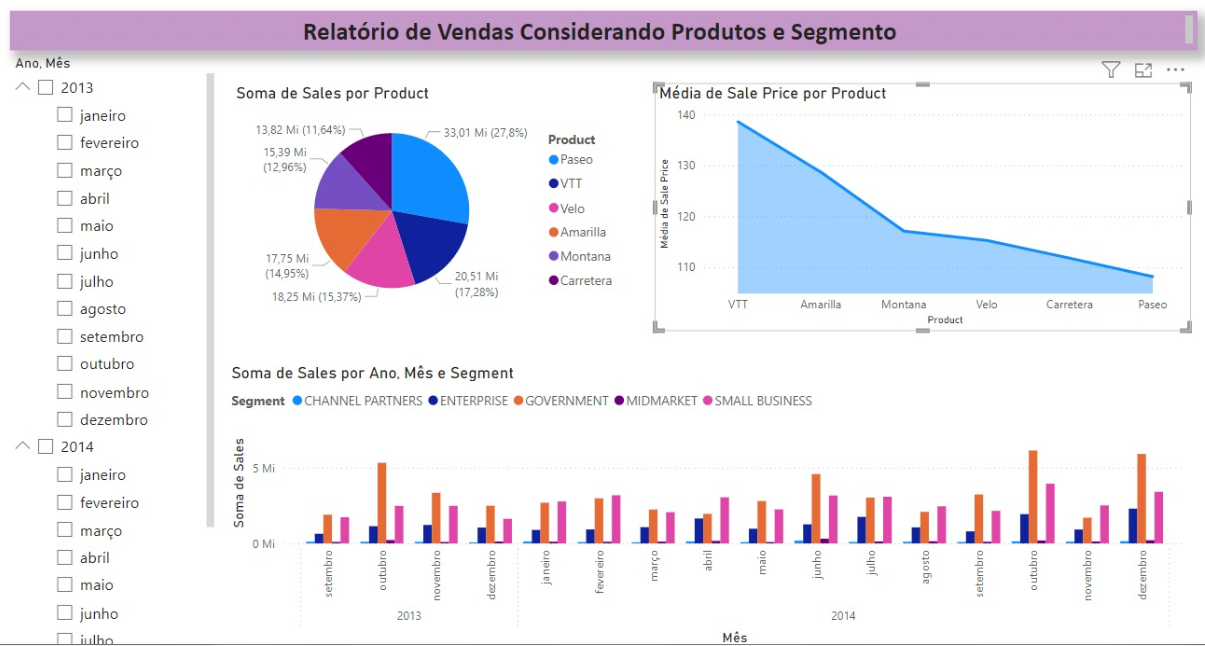 Relatório de Vendas Considerando Produtos e Segmento
Ano, Mês
2013
janeiro
fevereiro
março
abril
maio
junho
julho
agosto
setembro
outubro
novembro
dezembro
2014
janeiro
fevereiro
março
abril
maio
junho
julho
Soma de Sales por Product
13,82 Mi (11,64%)
33,01 Mi (27,8%)
15,39 Mi
(12,96%)
17,75 Mi
(14,95%)
18,25 Mi (15,37%)
20,51 Mi
(17,28%)
Product
Paseo
VTT
Velo
Amarilla
Montana
Carretera
Média de Sale Price por Product
Média de Sale Price
140
130
120
110
VTT Amarilla Montana Velo Carretera Paseo
Product
Soma de Sales por Ano, Mês e Segment
Segment CHANNEL PARTNERS ENTERPRISE GOVERNMENT MIDMARKET SMALL BUSINESS
Soma de Sales
5 Mi
0 Mi
setembro outubro novembro dezembro janeiro fevereiro março abril maio junho julho agosto setembro outubro novembro dezembro
2013 2014
Mês